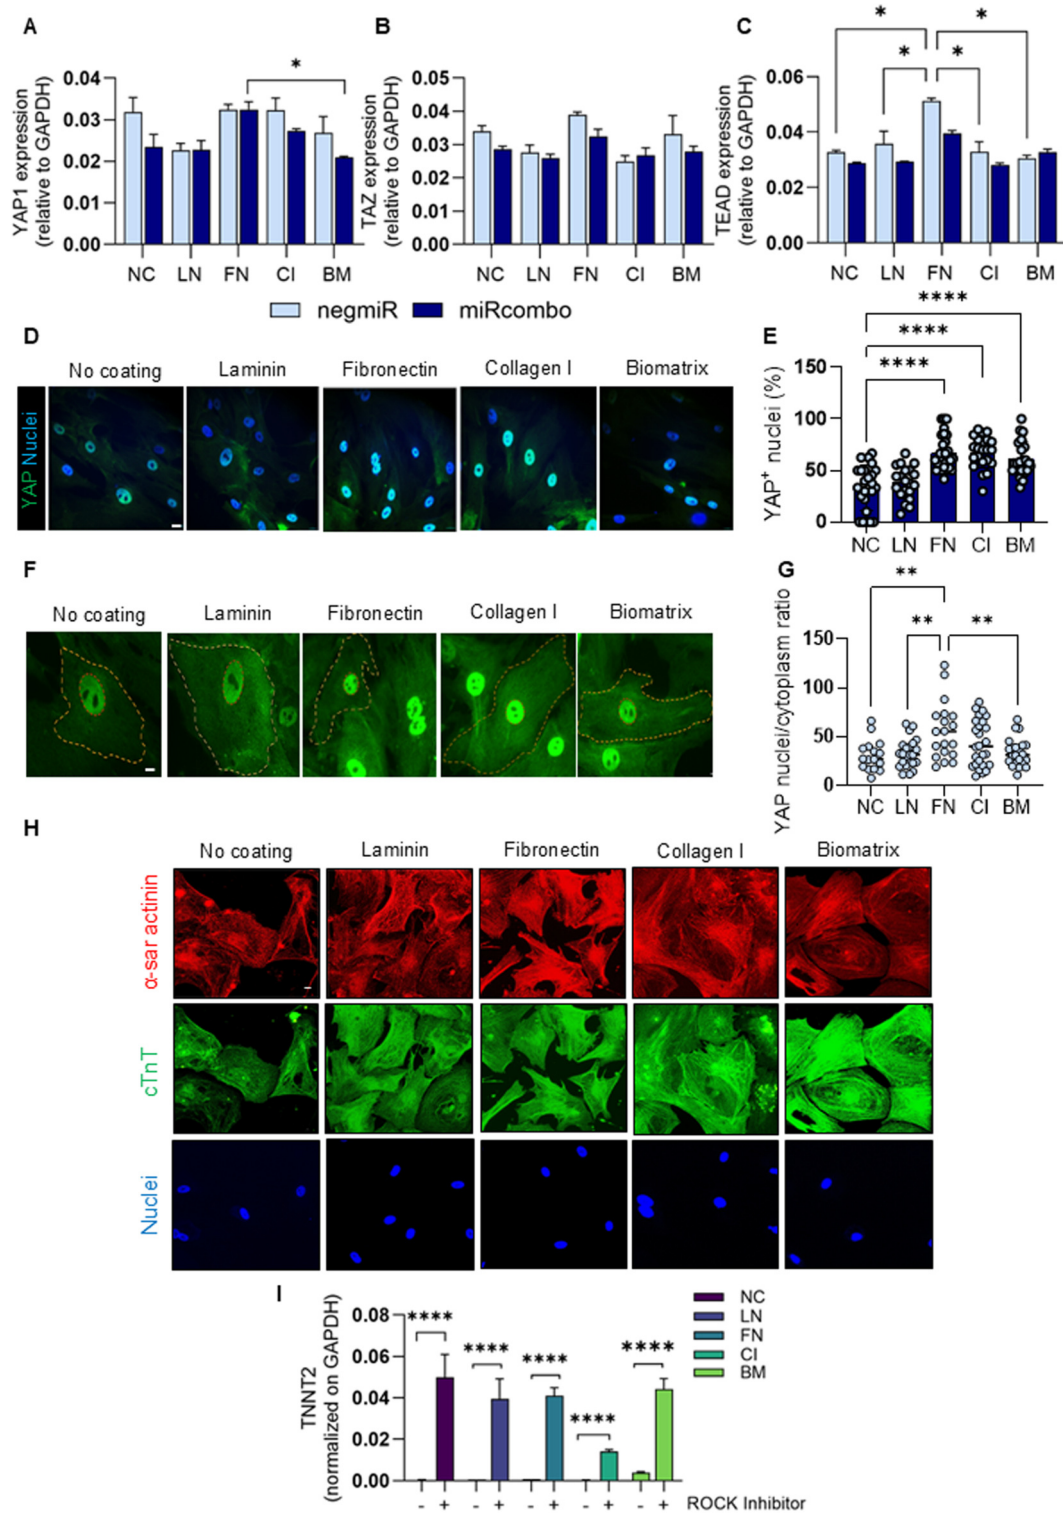 A
B
C
YAP1 expression
(relative to GAPDH)
0.04
0.03
0.02
0.01
0.00
NC LN FN CI BM
*
TAZ expression
(relative to GAPDH)
0.05
0.04
0.03
0.02
0.01
0.00
NC LN FN CI BM
TEAD expression
(relative to GAPDH)
0.06
0.04
0.02
0.00
NC LN FN CI BM
* *
* *
negmiR miRcombo
D
No coating Laminin Fibronectin Collagen I Biomatrix
YAP Nuclei
E
YAP+ nuclei (%)
150
100
50
0
NC LN FN CI BM
****
****
****
F
No coating Laminin Fibronectin Collagen I Biomatrix
G
YAP nuclei/cytoplasm ratio
150
100
50
0
NC LN FN CI BM
**
** **
H
No coating Laminin Fibronectin Collagen I Biomatrix
α-sar actinin
cTnT
Nuclei
I
TNNT2
(normalized on GAPDH)
0.08
0.06
0.04
0.02
0.00
**** **** **** **** ****
- + - + - + - + - + ROCK Inhibitor
NC
LN
FN
CI
BM